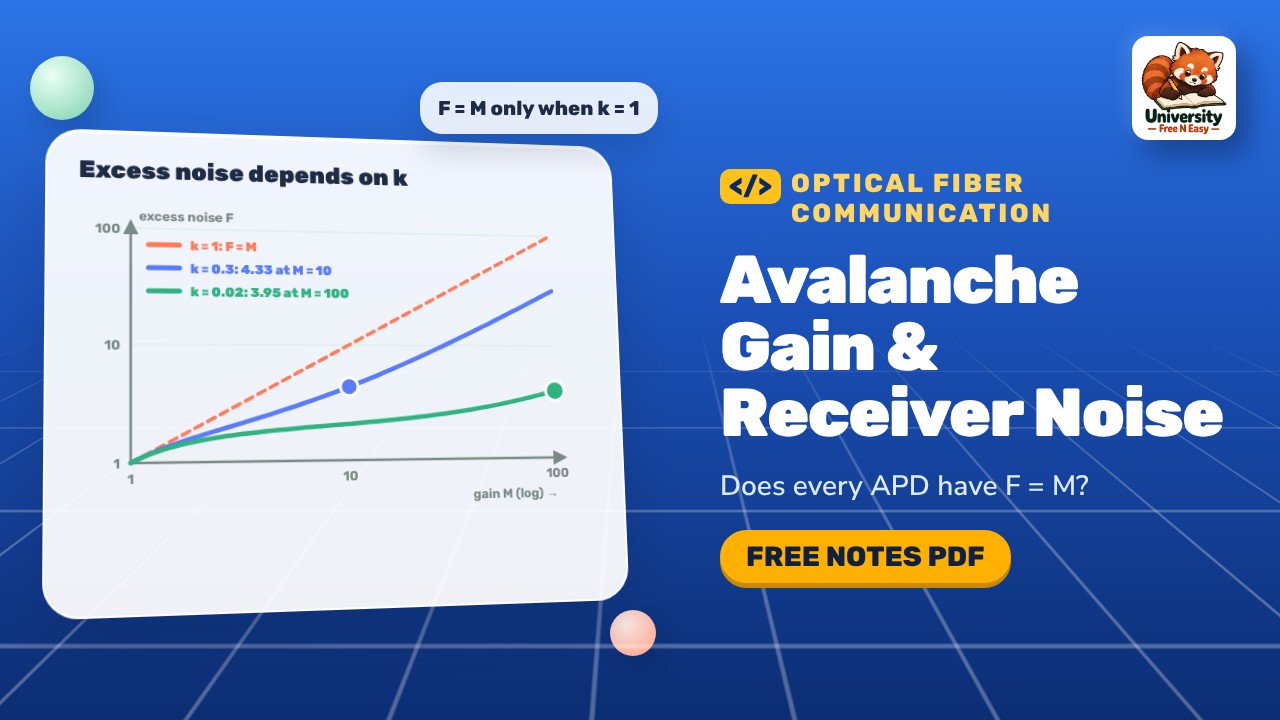 F = M only when k = 1
Excess noise depends on k
excess noise F
100
k = 1: F = M
k = 0.3: 4.33 at M = 10
k = 0.02: 3.95 at M = 100
10
1
1
10
100
gain M (log) →
University
— Free N Easy —
</> OPTICAL FIBER
COMMUNICATION
Avalanche
Gain &
Receiver Noise
Does every APD have F = M?
FREE NOTES PDF